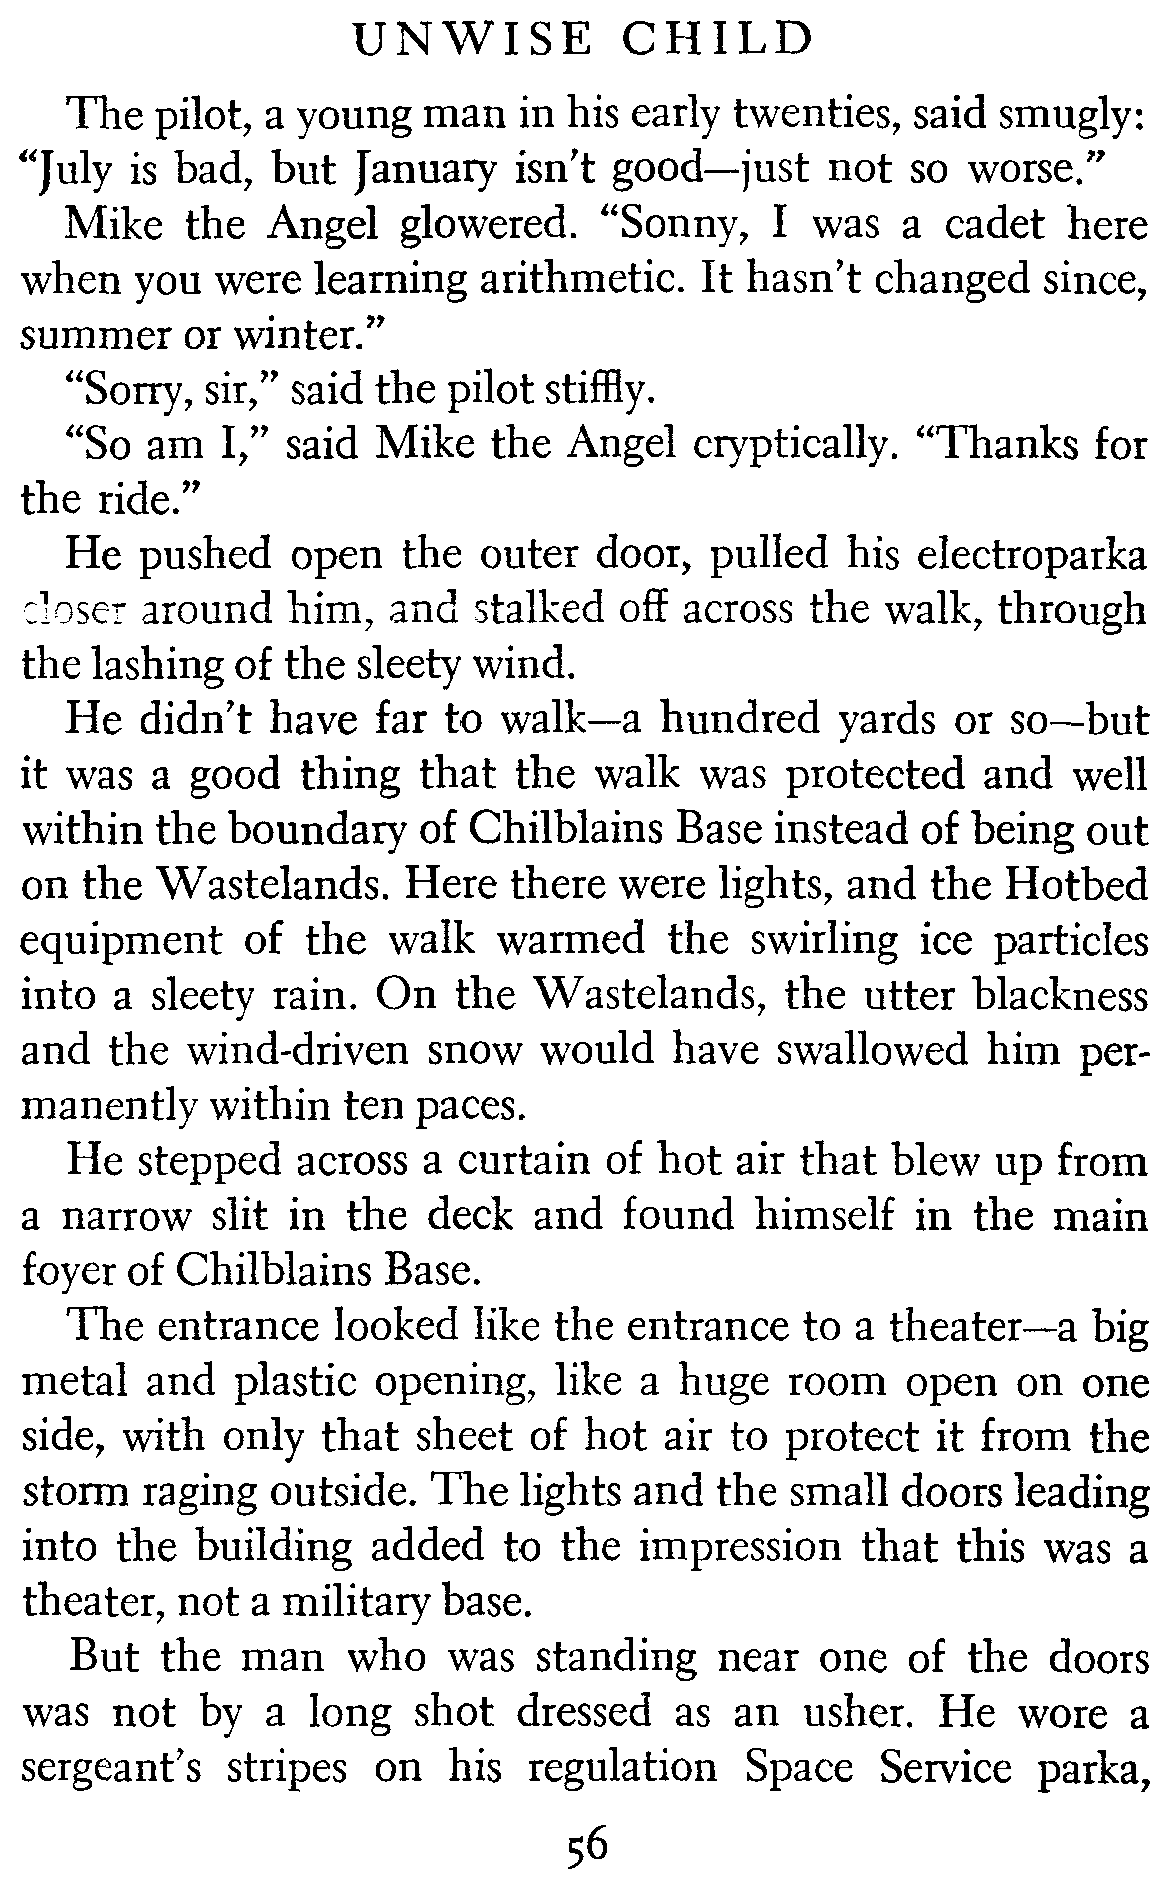 UNWISE CHILD
The pilot, a young man in his early twenties, said smugly:
“July is bad, but January isn’t good—just not so worse.”
Mike the Angel glowered. “Sonny, I was a cadet here
when you were learning arithmetic. It hasn’t changed since,
summer or winter.”
“Sorry, sir,” said the pilot stiffly.
“So am I,” said Mike the Angel cryptically. “Thanks for
the ride.”
He pushed open the outer door, pulled his electroparka
closer around him, and stalked off across the walk, through
the lashing of the sleety wind.
He didn’t have far to walk—a hundred yards or so—but
it was a good thing that the walk was protected and well
within the boundary of Chilblains Base instead of being out
on the Wastelands. Here there were lights, and the Hotbed
equipment of the walk warmed the swirling ice particles
into a sleety rain. On the Wastelands, the utter blackness
and the wind-driven snow would have swallowed him per-
manently within ten paces.
He stepped across a curtain of hot air that blew up from
a narrow slit in the deck and found himself in the main
foyer of Chilblains Base.
The entrance looked like the entrance to a theater—a big
metal and plastic opening, like a huge room open on one
side, with only that sheet of hot air to protect it from the
storm raging outside. The lights and the small doors leading
into the building added to the impression that this was a
theater, not a military base.
But the man who was standing near one of the doors
was not by a long shot dressed as an usher. He wore a
sergeant’s stripes on his regulation Space Service parka,
56